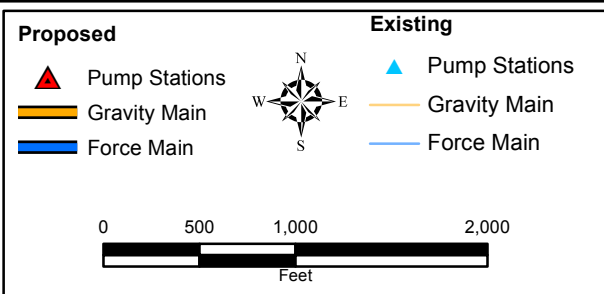 Proposed
Pump Stations
Gravity Main
Force Main
N
W E
S
Existing
Pump Stations
Gravity Main
Force Main
0 500 1,000 2,000
Feet